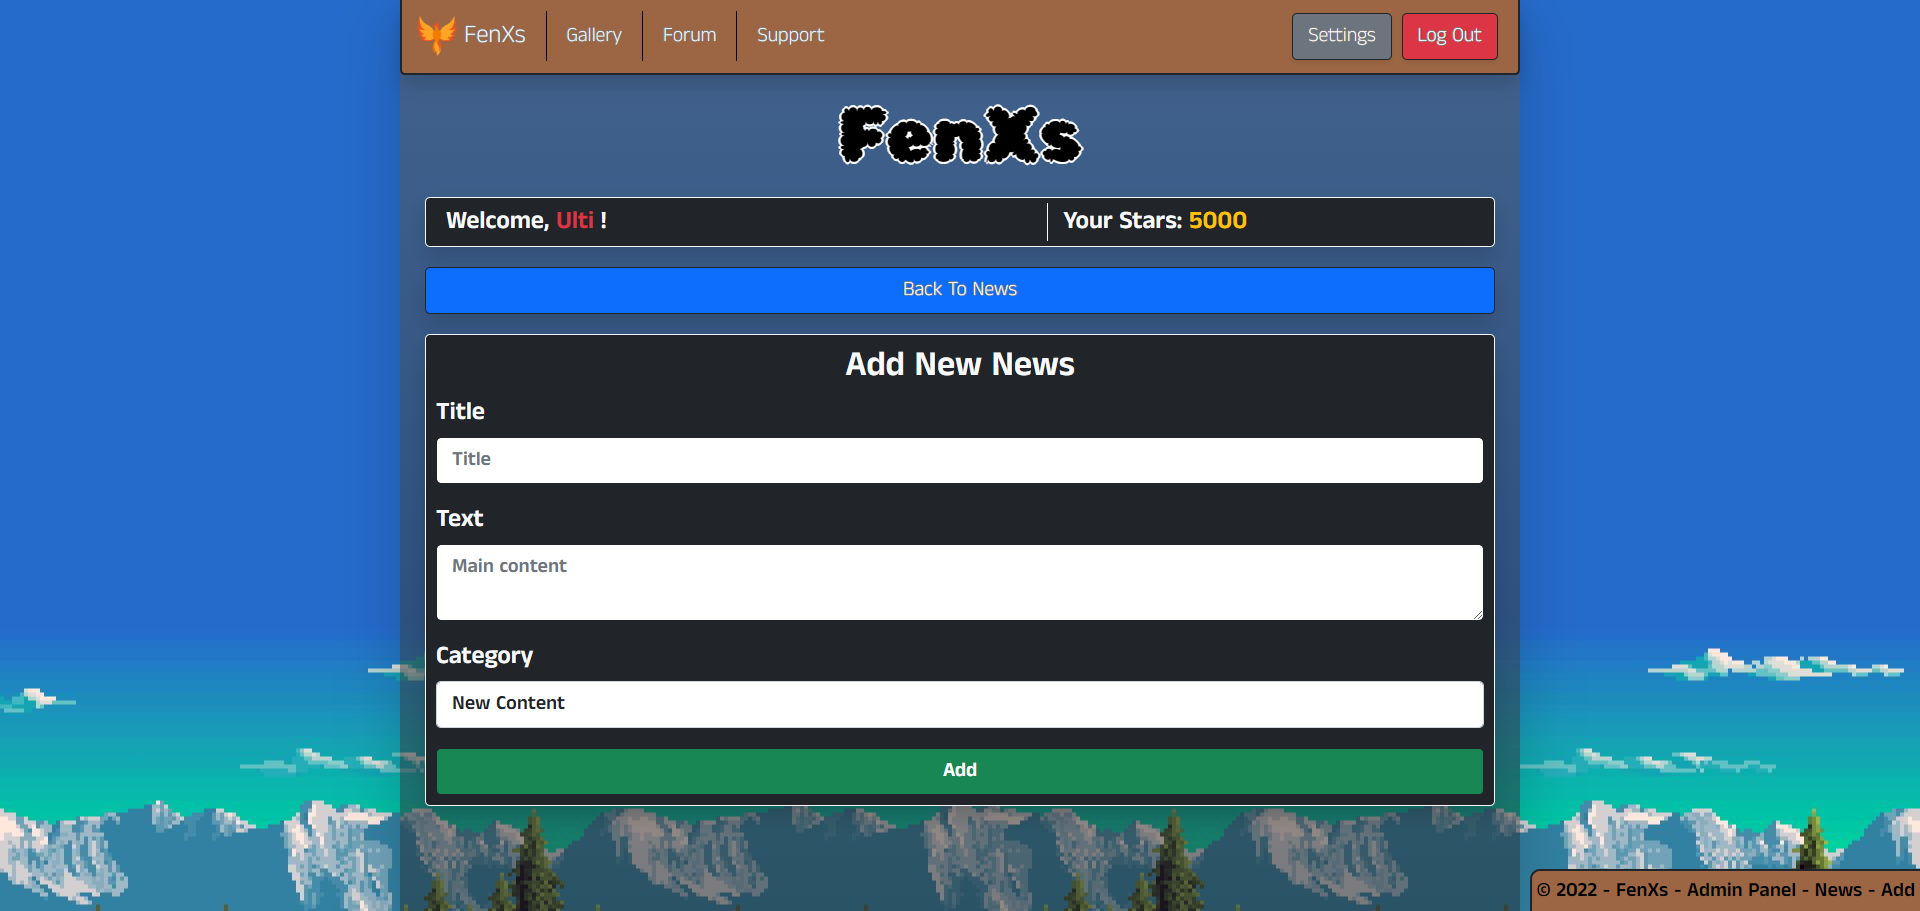 FenXs Gallery Forum Support Settings Log Out
FenXs
Welcome, Ulti ! Your Stars: 5000
Back To News
Add New News
Title
Title
Text
Main content
Category
New Content
Add
© 2022 - FenXs - Admin Panel - News - Add